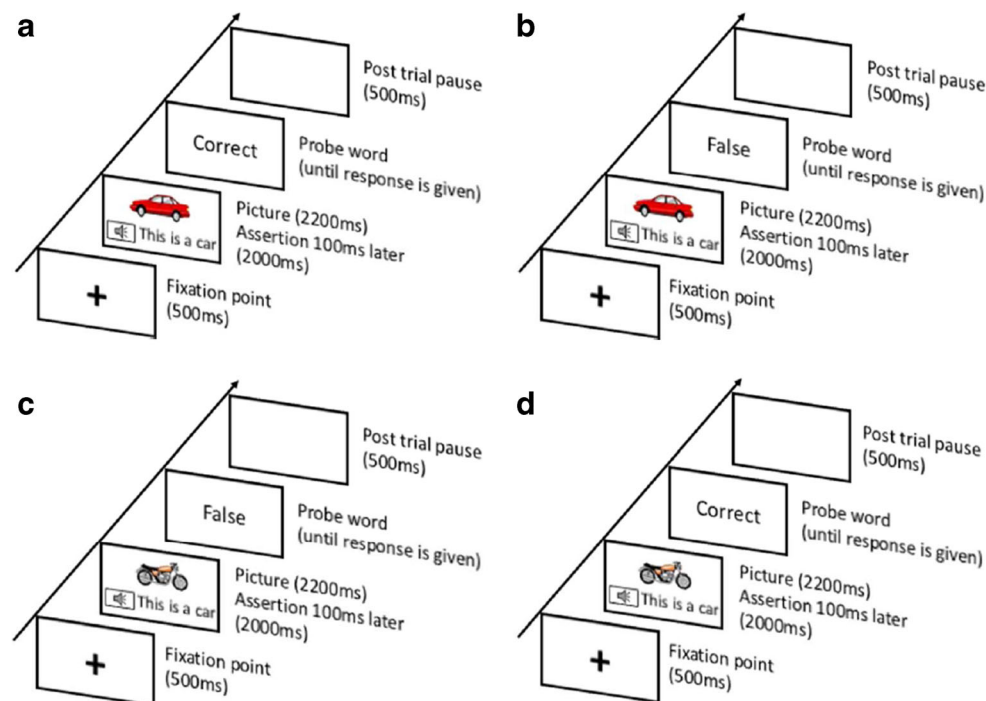 a
Post trial pause
(500ms)
Correct
Probe word
(until response is given)
Picture (2200ms)
Assertion 100ms later
(2000ms)
This is a car
+
Fixation point
(500ms)
b
Post trial pause
(500ms)
False
Probe word
(until response is given)
Picture (2200ms)
Assertion 100ms later
(2000ms)
This is a car
+
Fixation point
(500ms)
c
Post trial pause
(500ms)
False
Probe word
(until response is given)
Picture (2200ms)
Assertion 100ms later
(2000ms)
This is a car
+
Fixation point
(500ms)
d
Post trial pause
(500ms)
Correct
Probe word
(until response is given)
Picture (2200ms)
Assertion 100ms later
(2000ms)
This is a car
+
Fixation point
(500ms)